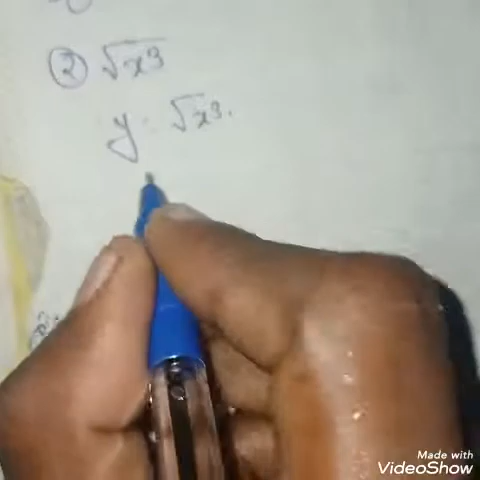 ② √x³
y = √x³.
Made with
VideoShow